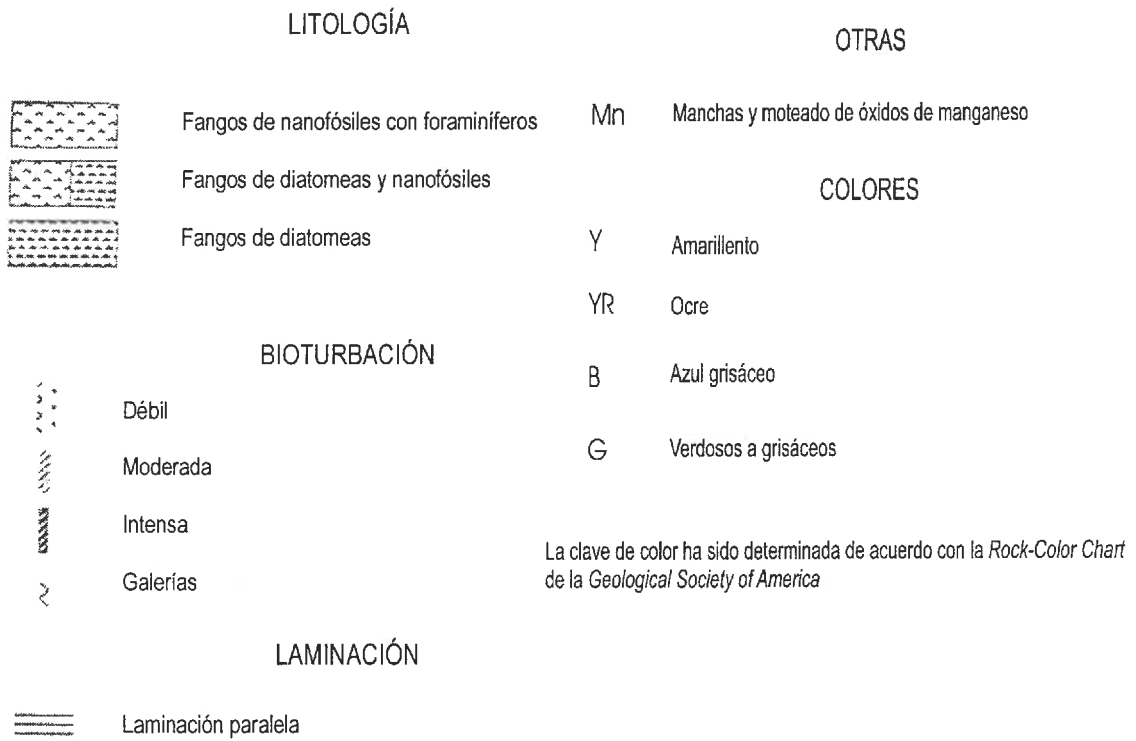 LITOLOGÍA
Fangos de nanofósiles con foraminíferos
Fangos de diatomeas y nanofósiles
Fangos de diatomeas
BIOTURBACIÓN
Débil
Moderada
Intensa
Galerías
LAMINACIÓN
Laminación paralela
OTRAS
Mn Manchas y moteado de óxidos de manganeso
COLORES
Y Amarillento
YR Ocre
B Azul grisáceo
G Verdosos a grisáceos
La clave de color ha sido determinada de acuerdo con la Rock-Color Chart
de la Geological Society of America